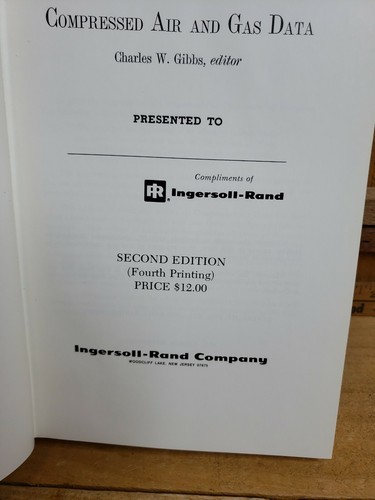 COMPRESSED AIR AND GAS DATA
Charles W. Gibbs, editor
PRESENTED TO
Compliments of
IR® Ingersoll-Rand
SECOND EDITION
(Fourth Printing)
PRICE $12.00
Ingersoll-Rand Company
WOODCLIFF LAKE, NEW JERSEY 07675